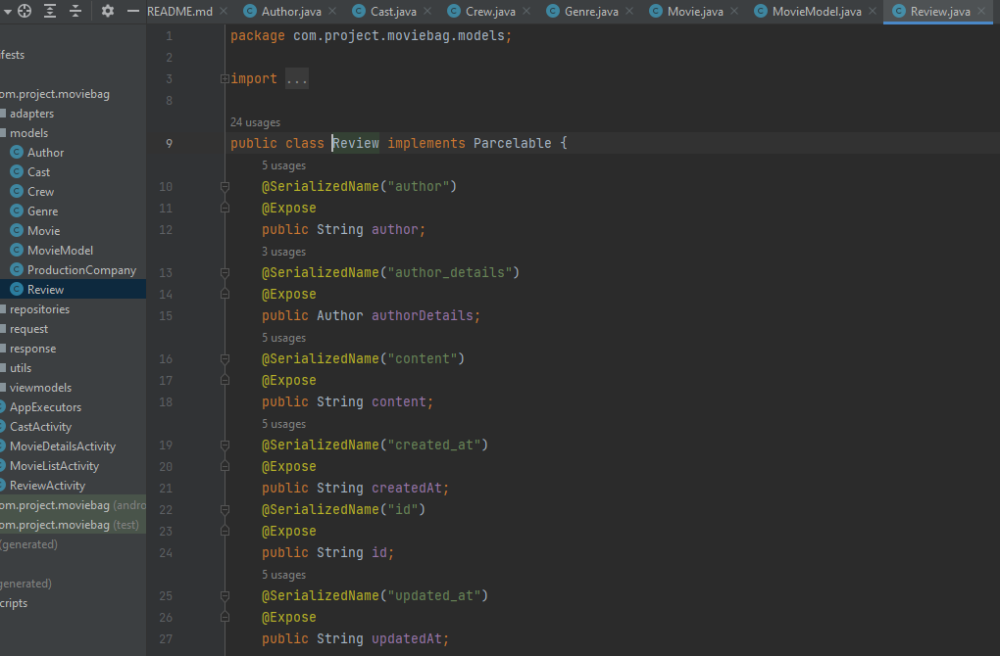 README.md Author.java Cast.java Crew.java Genre.java Movie.java MovieModel.java Review.java
ifests
om.project.moviebag
adapters
models
Author
Cast
Crew
Genre
Movie
MovieModel
ProductionCompany
Review
repositories
request
response
utils
viewmodels
AppExecutors
CastActivity
MovieDetailsActivity
MovieListActivity
ReviewActivity
om.project.moviebag (andro
om.project.moviebag (test)
(generated)
generated)
cripts
1 package com.project.moviebag.models;
2
3 import ...
8
24 usages
9 public class Review implements Parcelable {
5 usages
10 @SerializedName("author")
11 @Expose
12 public String author;
3 usages
13 @SerializedName("author_details")
14 @Expose
15 public Author authorDetails;
5 usages
16 @SerializedName("content")
17 @Expose
18 public String content;
5 usages
19 @SerializedName("created_at")
20 @Expose
21 public String createdAt;
22 @SerializedName("id")
23 @Expose
24 public String id;
5 usages
25 @SerializedName("updated_at")
26 @Expose
27 public String updatedAt;